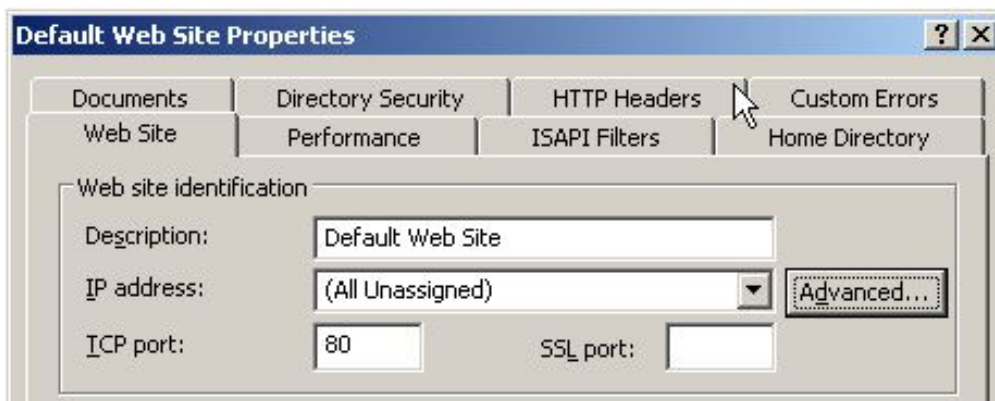 Default Web Site Properties ? X
Documents Directory Security HTTP Headers Custom Errors
Web Site Performance ISAPI Filters Home Directory
Web site identification
Description: Default Web Site
IP address: (All Unassigned) Advanced...
TCP port: 80 SSL port: